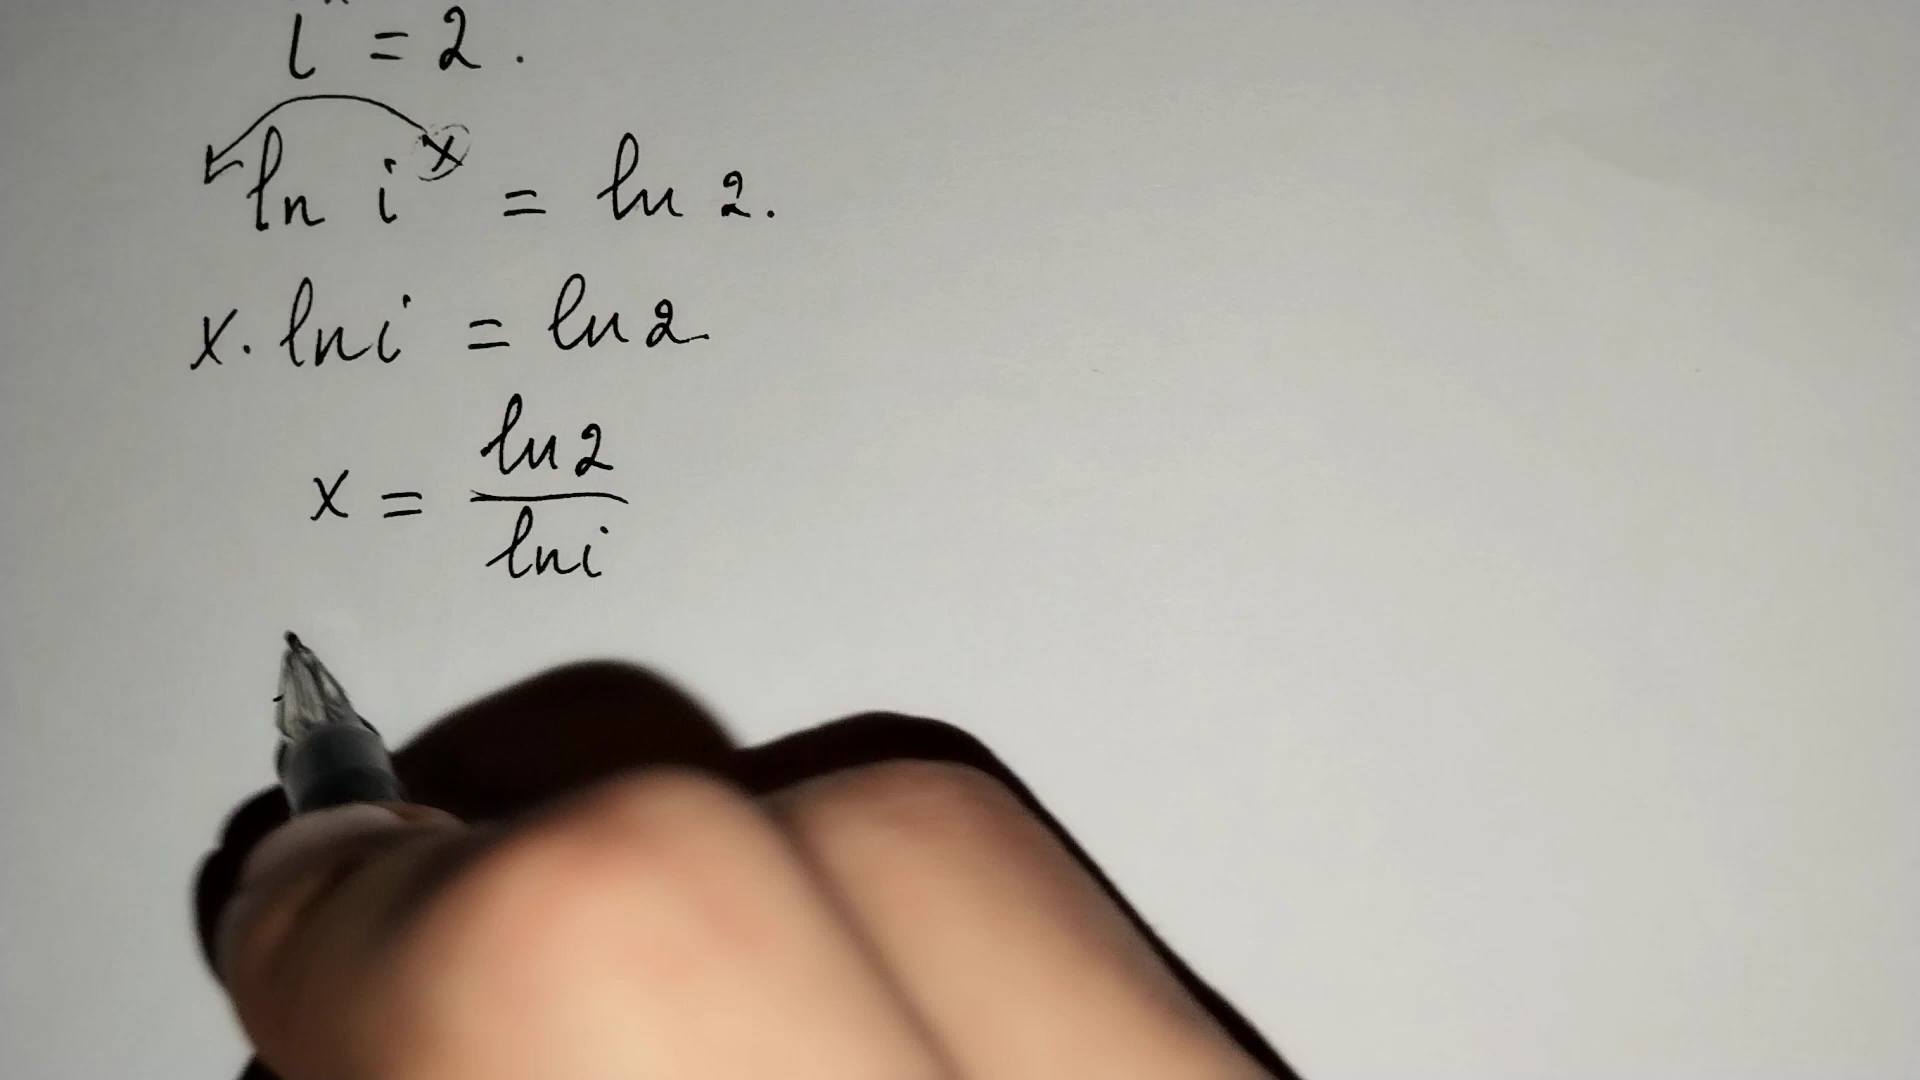 i^x = 2.
ln i^x = ln 2.
x · ln i = ln 2
x = ln 2 / ln i